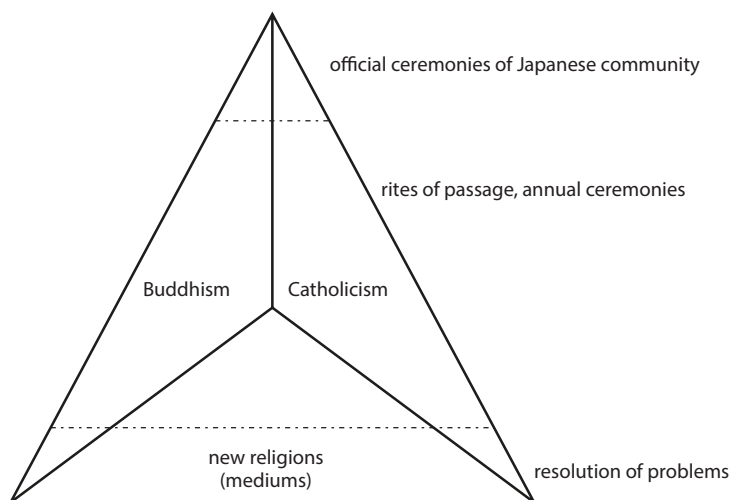 official ceremonies of Japanese community
rites of passage, annual ceremonies
Buddhism
Catholicism
new religions
(mediums)
resolution of problems